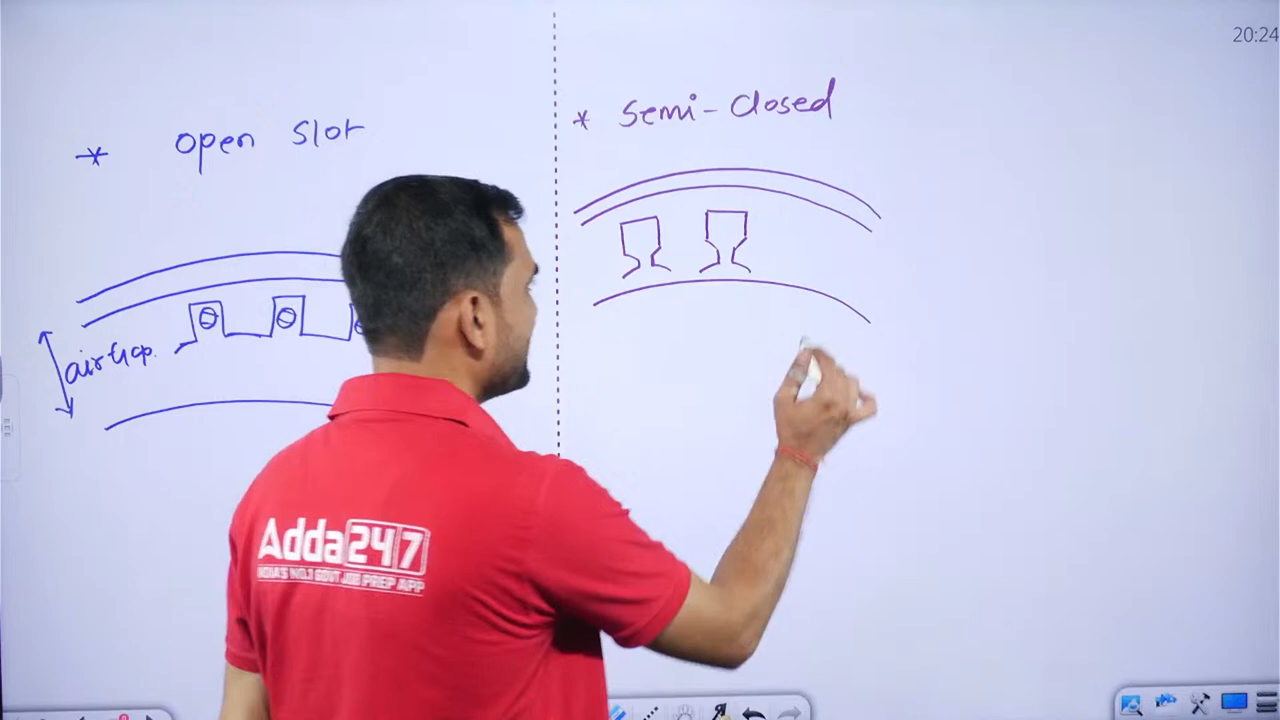 20:24
* open slot
* Semi-Closed
air Gap.
Adda247
INDIA'S NO.1 GOVT JOB PREP APP